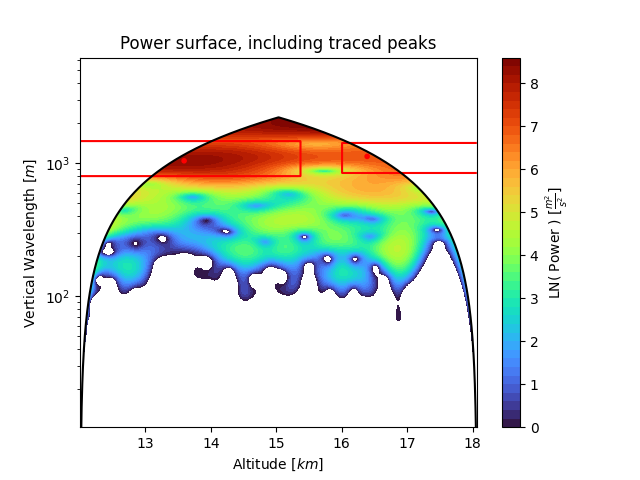 Power surface, including traced peaks
Vertical Wavelength [m]
10³
10²
13 14 15 16 17 18
Altitude [km]
8
7
6
5
4
3
2
1
0
LN( Power ) [m²/s²]